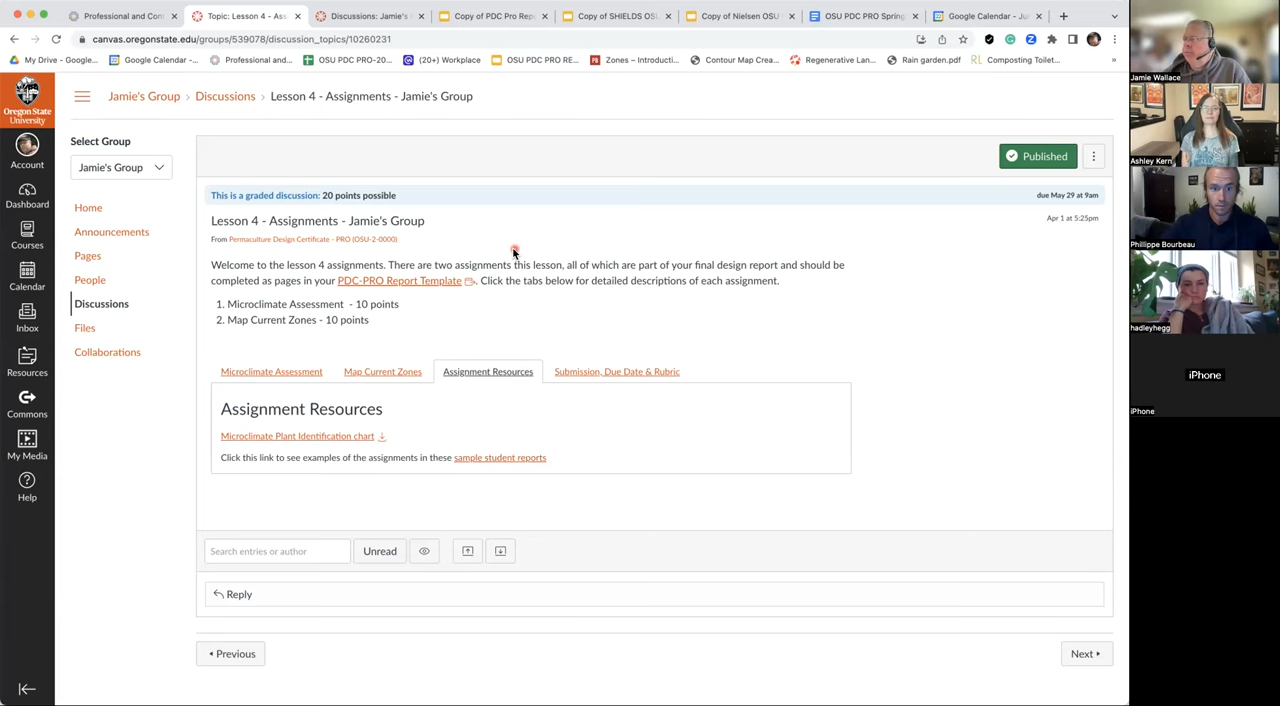 Professional and Con
Topic: Lesson 4 - Ass
Discussions: Jamie's
Copy of PDC Pro Rep
Copy of SHIELDS OSU
Copy of Nielsen OSU
OSU PDC PRO Spring
Google Calendar - Ju
canvas.oregonstate.edu/groups/539078/discussion_topics/10260231
My Drive - Google...
Google Calendar -...
Professional and...
OSU PDC PRO-20...
(20+) Workplace
OSU PDC PRO RE...
Zones – Introducti...
Contour Map Crea...
Regenerative Lan...
Rain garden.pdf
Composting Toilet...
Oregon State
University
Account
Dashboard
Courses
Calendar
Inbox
Resources
Commons
My Media
Help
Jamie's Group › Discussions › Lesson 4 - Assignments - Jamie's Group
Select Group
Jamie's Group
Home
Announcements
Pages
People
Discussions
Files
Collaborations
Published
This is a graded discussion: 20 points possible
due May 29 at 9am
Lesson 4 - Assignments - Jamie's Group
Apr 1 at 5:25pm
From Permaculture Design Certificate - PRO (OSU-2-0000)
Welcome to the lesson 4 assignments. There are two assignments this lesson, all of which are part of your final design report and should be
completed as pages in your PDC-PRO Report Template. Click the tabs below for detailed descriptions of each assignment.
1. Microclimate Assessment - 10 points
2. Map Current Zones - 10 points
Microclimate Assessment
Map Current Zones
Assignment Resources
Submission, Due Date & Rubric
Assignment Resources
Microclimate Plant Identification chart
Click this link to see examples of the assignments in these sample student reports
Search entries or author
Unread
Reply
Previous
Next
Jamie Wallace
Ashley Kern
Phillippe Bourbeau
hadleyhegg
iPhone
iPhone